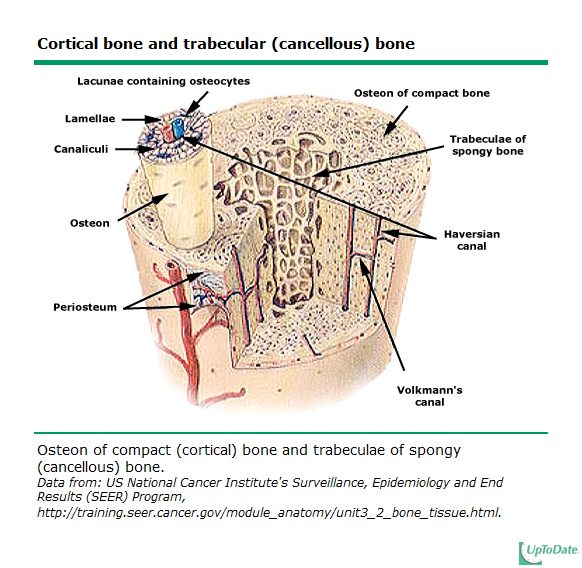 Cortical bone and trabecular (cancellous) bone
Lacunae containing osteocytes
Osteon of compact bone
Lamellae
Trabeculae of
spongy bone
Canaliculi
Osteon
Haversian
canal
Periosteum
Volkmann's
canal
Osteon of compact (cortical) bone and trabeculae of spongy
(cancellous) bone.
Data from: US National Cancer Institute's Surveillance, Epidemiology and End
Results (SEER) Program,
http://training.seer.cancer.gov/module_anatomy/unit3_2_bone_tissue.html.
UpToDate